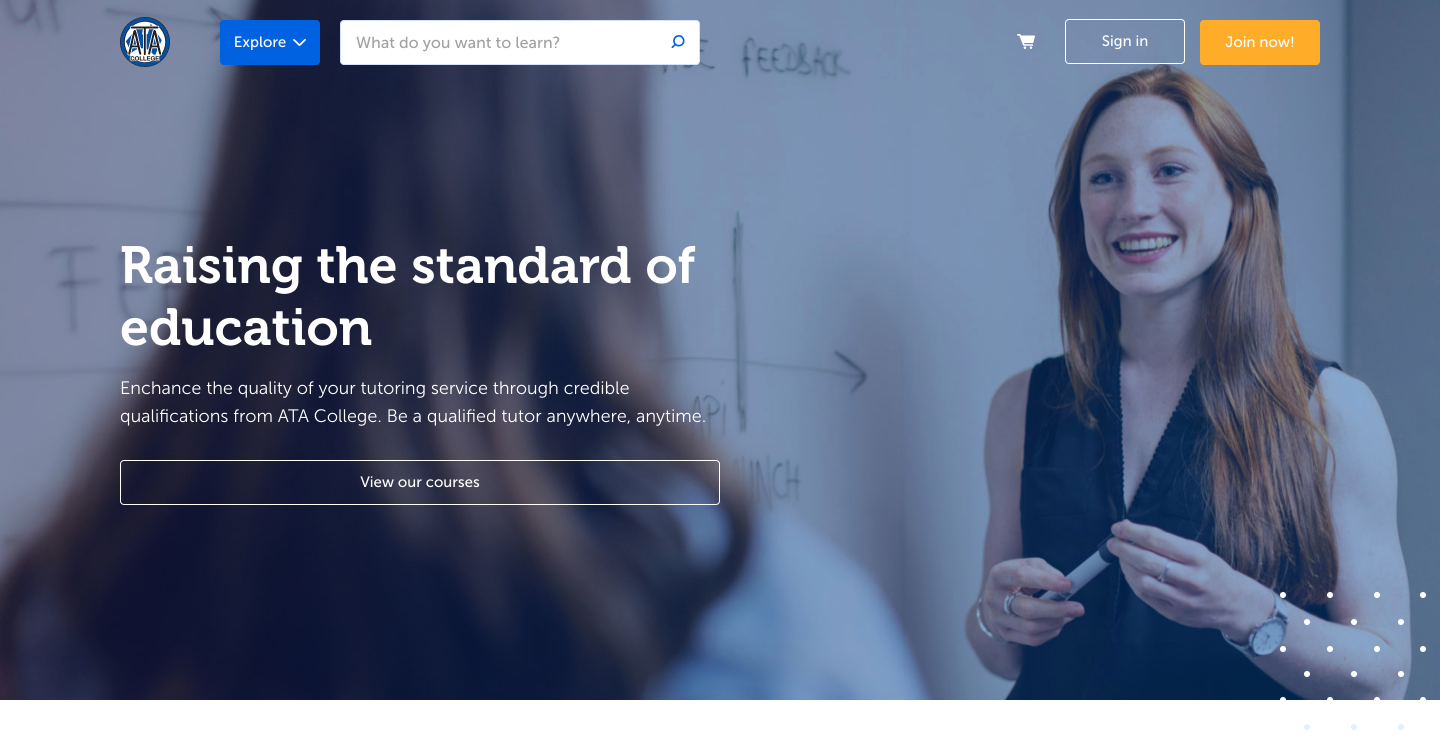 ATA
COLLEGE
Explore
What do you want to learn?
Sign in
Join now!
FEEDBACK
Raising the standard of
education
Enchance the quality of your tutoring service through credible
qualifications from ATA College. Be a qualified tutor anywhere, anytime.
API
View our courses